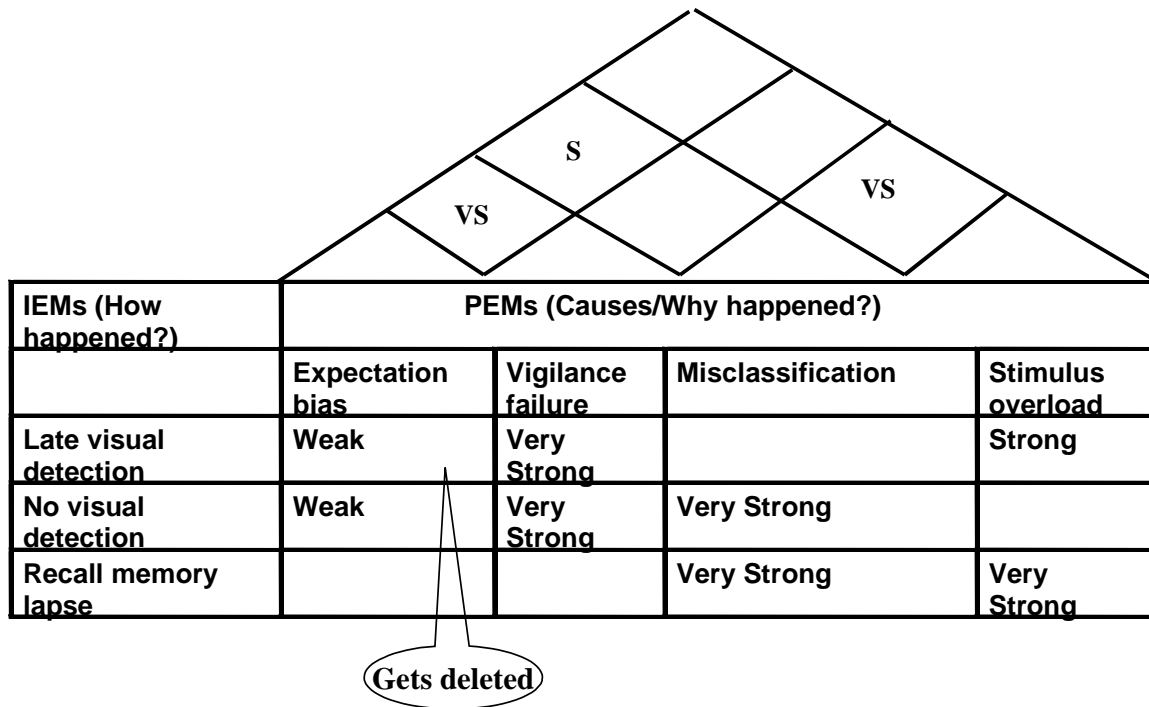 S
VS
VS
IEMs (How happened?)
PEMs (Causes/Why happened?)
Expectation bias
Vigilance failure
Misclassification
Stimulus overload
Late visual detection
Weak
Very Strong
Strong
No visual detection
Weak
Very Strong
Very Strong
Recall memory lapse
Very Strong
Very Strong
Gets deleted